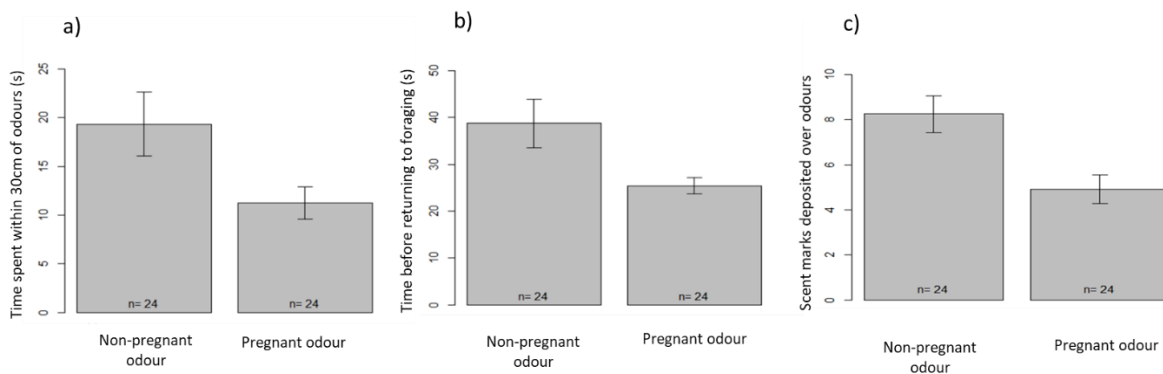 a)
Time spent within 30cm of odours (s)
25
20
15
10
5
0
n= 24
n= 24
Non-pregnant
odour
Pregnant odour
b)
Time before returning to foraging (s)
50
40
30
20
10
0
n= 24
n= 24
Non-pregnant
odour
Pregnant odour
c)
Scent marks deposited over odours
10
8
6
4
2
0
n= 24
n= 24
Non-pregnant
odour
Pregnant odour